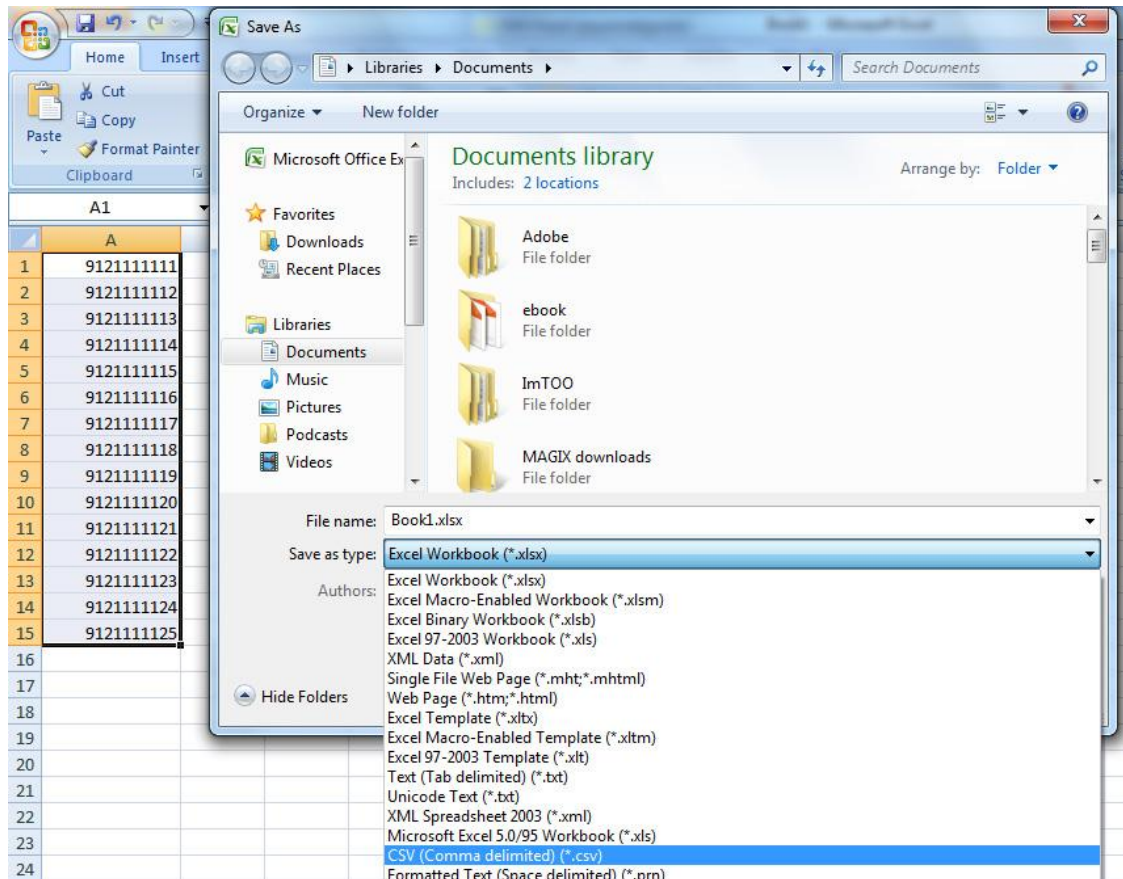 Save As
Home Insert
Libraries Documents
Search Documents
Cut
Copy
Format Painter
Paste
Clipboard
Organize New folder
Microsoft Office Ex
Favorites
Downloads
Recent Places
Libraries
Documents
Music
Pictures
Podcasts
Videos
Documents library
Includes: 2 locations
Arrange by: Folder
Adobe
File folder
ebook
File folder
ImTOO
File folder
MAGIX downloads
File folder
A1
A
1 9121111111
2 9121111112
3 9121111113
4 9121111114
5 9121111115
6 9121111116
7 9121111117
8 9121111118
9 9121111119
10 9121111120
11 9121111121
12 9121111122
13 9121111123
14 9121111124
15 9121111125
16
17
18
19
20
21
22
23
24
File name: Book1.xlsx
Save as type: Excel Workbook (*.xlsx)
Authors:
Excel Workbook (*.xlsx)
Excel Macro-Enabled Workbook (*.xlsm)
Excel Binary Workbook (*.xlsb)
Excel 97-2003 Workbook (*.xls)
XML Data (*.xml)
Single File Web Page (*.mht;*.mhtml)
Web Page (*.htm;*.html)
Excel Template (*.xltx)
Excel Macro-Enabled Template (*.xltm)
Excel 97-2003 Template (*.xlt)
Text (Tab delimited) (*.txt)
Unicode Text (*.txt)
XML Spreadsheet 2003 (*.xml)
Microsoft Excel 5.0/95 Workbook (*.xls)
CSV (Comma delimited) (*.csv)
Formatted Text (Space delimited) (*.prn)
Hide Folders